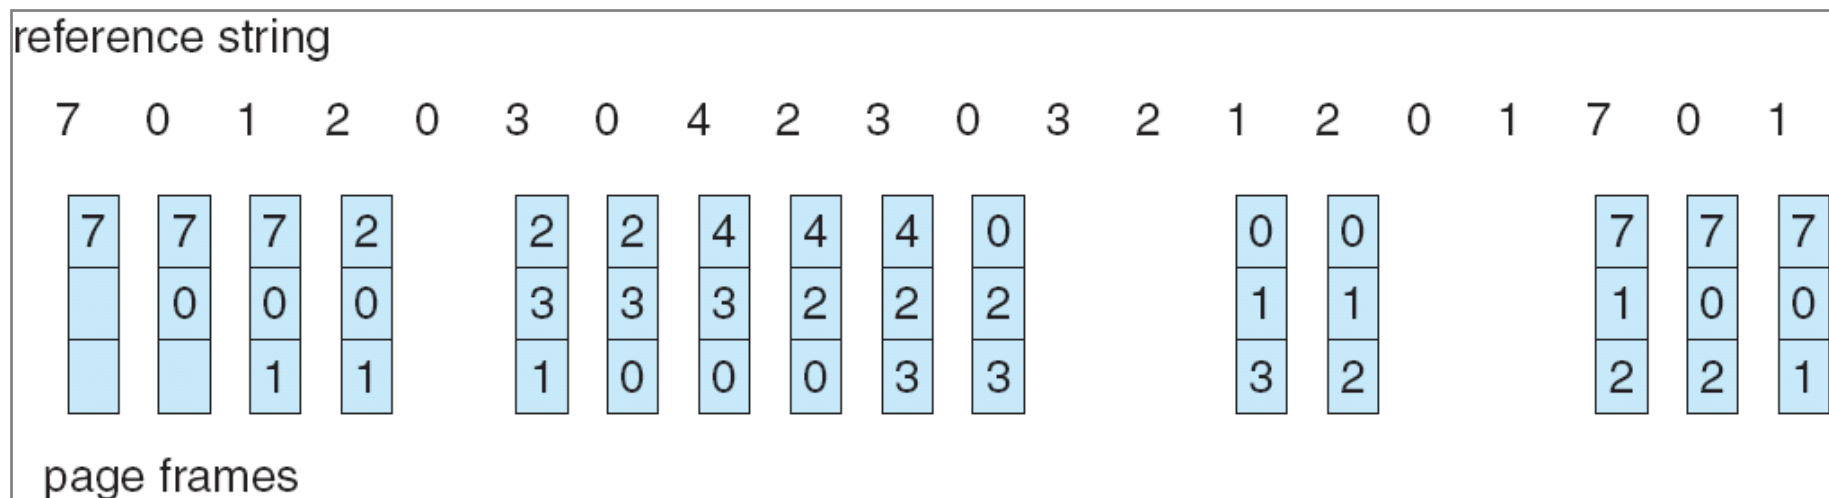 reference string
7 0 1 2 0 3 0 4 2 3 0 3 2 1 2 0 1 7 0 1
7 7 7 2 2 2 4 4 4 0 0 0 7 7 7
0 0 0 3 3 3 2 2 2 1 1 1 0 0
1 1 1 0 0 0 3 3 3 2 2 2 1
page frames